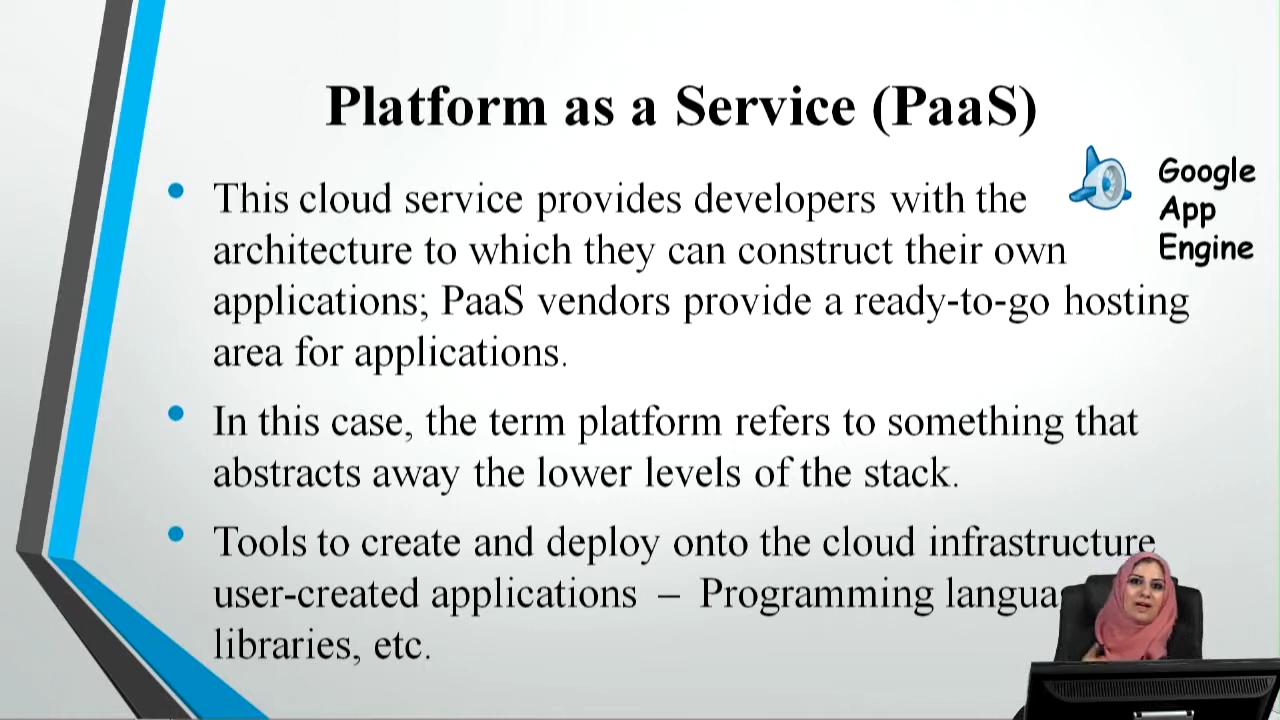 Platform as a Service (PaaS)
This cloud service provides developers with the
architecture to which they can construct their own
applications; PaaS vendors provide a ready-to-go hosting
area for applications.
In this case, the term platform refers to something that
abstracts away the lower levels of the stack.
Tools to create and deploy onto the cloud infrastructure
user-created applications – Programming
libraries, etc.
Google
App
Engine